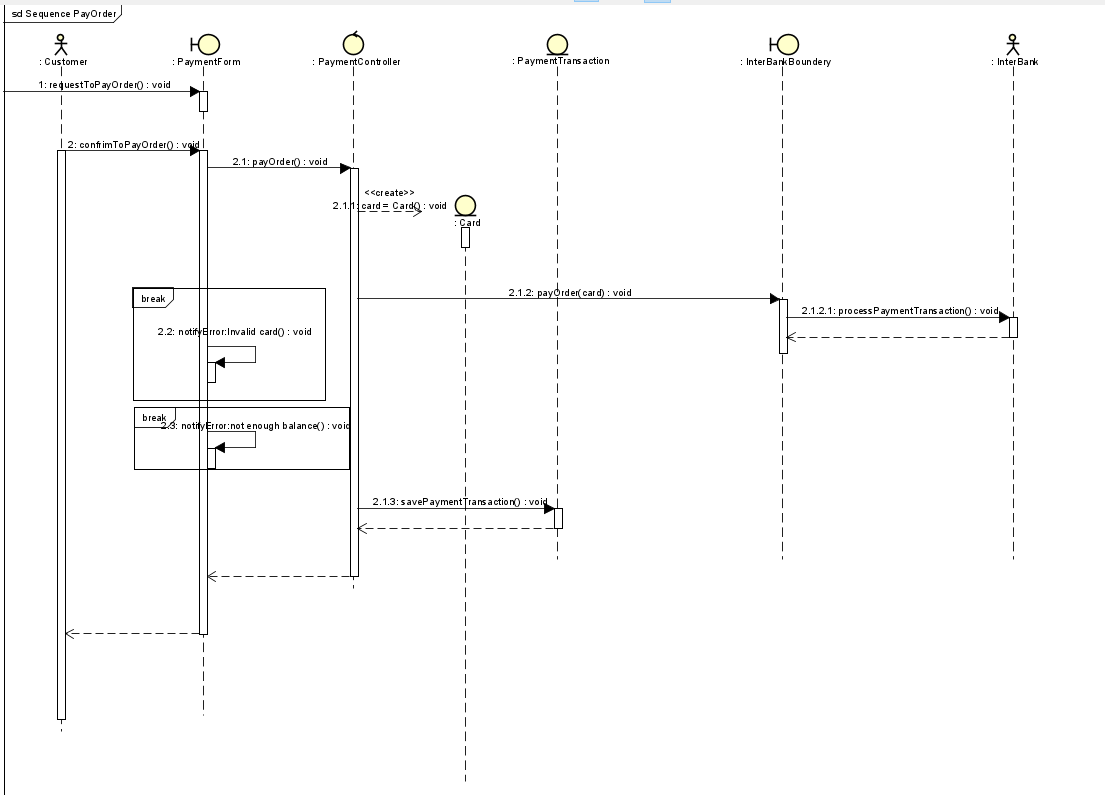 sd Sequence PayOrder
: Customer
: PaymentForm
: PaymentController
: PaymentTransaction
: InterBankBoundery
: InterBank
1: requestToPayOrder() : void
2: confrimToPayOrder() : void
2.1: payOrder() : void
<<create>>
2.1.1: card = Card() : void
: Card
2.1.2: payOrder(card) : void
2.1.2.1: processPaymentTransaction() : void
break
2.2: notifyError:Invalid card() : void
break
2.3: notifyError:not enough balance() : void
2.1.3: savePaymentTransaction() : void